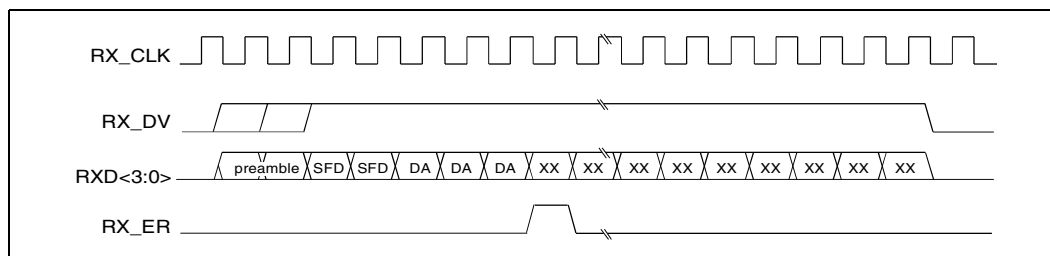 RX_CLK
RX_DV
RXD<3:0> preamble SFD SFD DA DA DA XX XX XX XX XX XX XX XX XX
RX_ER